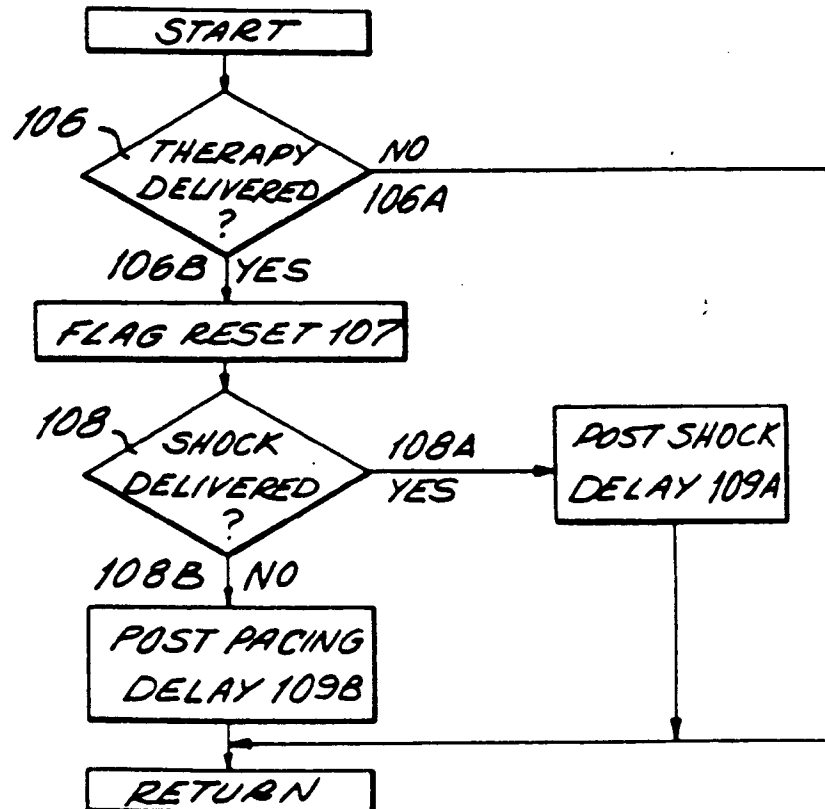 START
106
THERAPY
DELIVERED
?
NO
106A
106B YES
FLAG RESET 107
108
SHOCK
DELIVERED
?
108A
YES
POST SHOCK
DELAY 109A
108B NO
POST PACING
DELAY 109B
RETURN